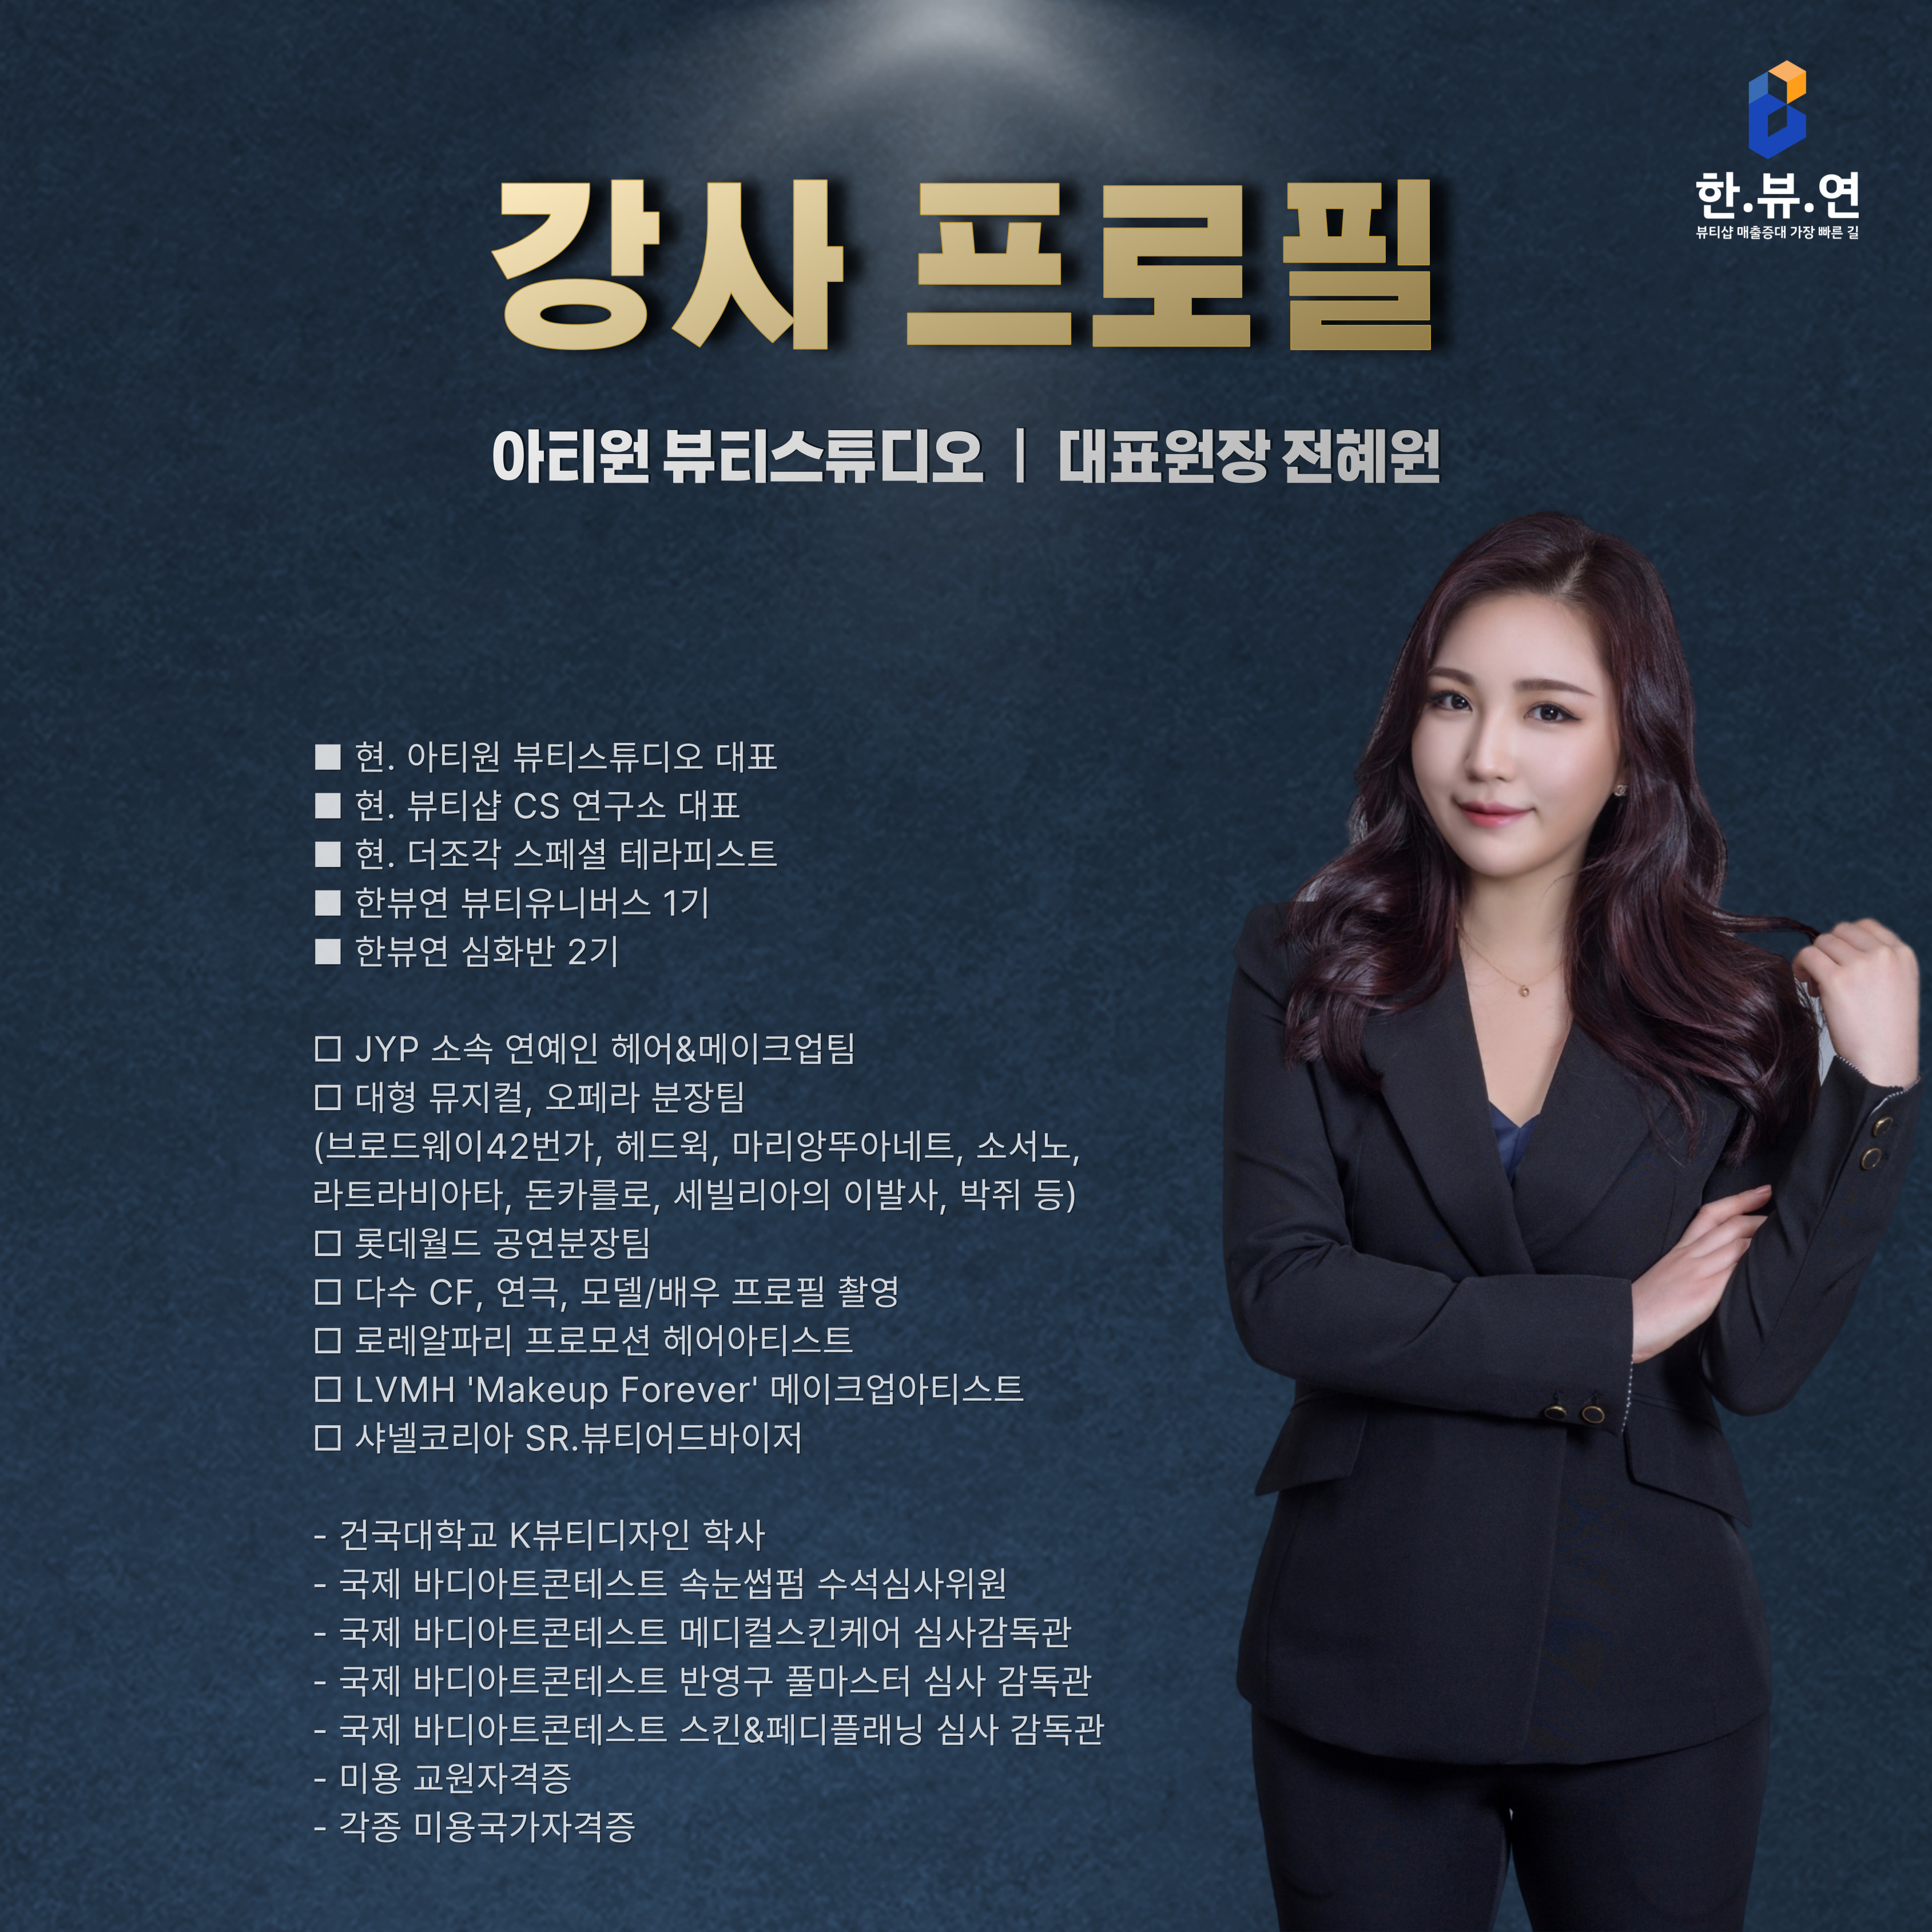 한.뷰.연
뷰티샵 매출증대 가장 빠른 길
강사 프로필
아티원 뷰티스튜디오 | 대표원장 전혜원
■ 현. 아티원 뷰티스튜디오 대표
■ 현. 뷰티샵 CS 연구소 대표
■ 현. 더조각 스페셜 테라피스트
■ 한뷰연 뷰티유니버스 1기
■ 한뷰연 심화반 2기
□ JYP 소속 연예인 헤어&메이크업팀
□ 대형 뮤지컬, 오페라 분장팀
(브로드웨이42번가, 헤드윅, 마리앙뚜아네트, 소서노,
라트라비아타, 돈카를로, 세빌리아의 이발사, 박쥐 등)
□ 롯데월드 공연분장팀
□ 다수 CF, 연극, 모델/배우 프로필 촬영
□ 로레알파리 프로모션 헤어아티스트
□ LVMH 'Makeup Forever' 메이크업아티스트
□ 샤넬코리아 SR.뷰티어드바이저
- 건국대학교 K뷰티디자인 학사
- 국제 바디아트콘테스트 속눈썹펌 수석심사위원
- 국제 바디아트콘테스트 메디컬스킨케어 심사감독관
- 국제 바디아트콘테스트 반영구 풀마스터 심사 감독관
- 국제 바디아트콘테스트 스킨&페디플래닝 심사 감독관
- 미용 교원자격증
- 각종 미용국가자격증